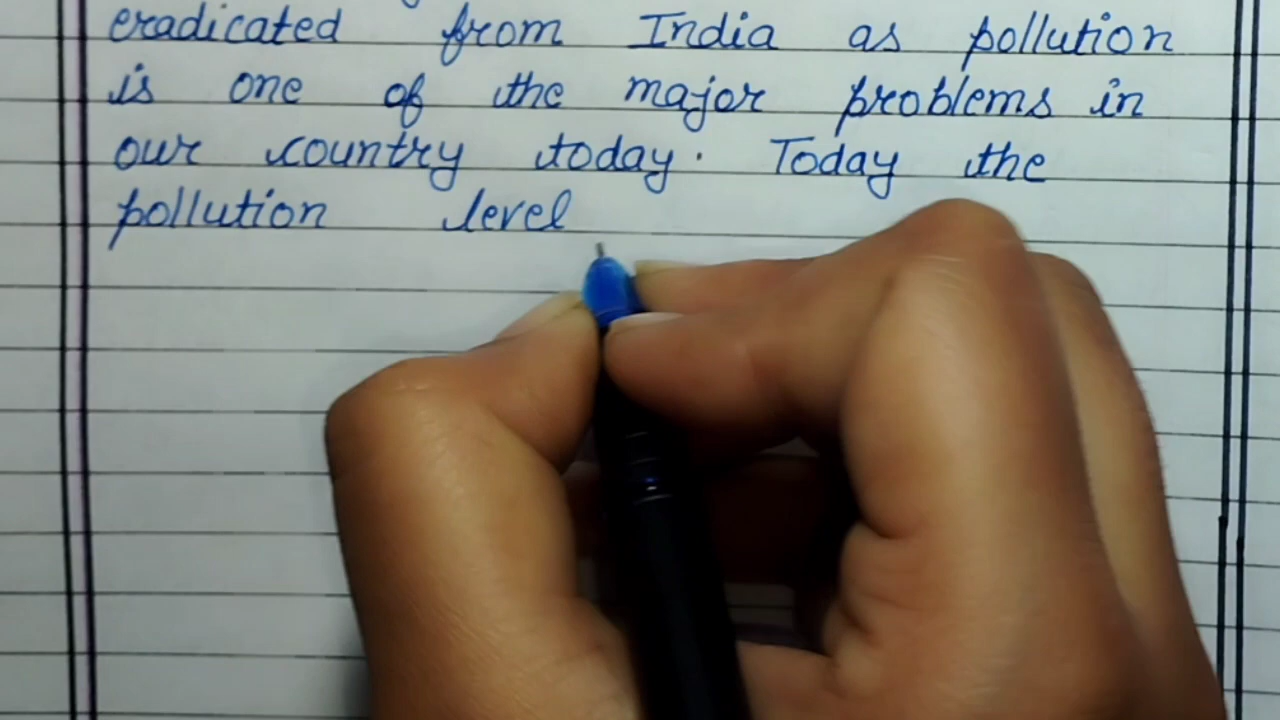 eradicated from India as pollution
is one of the major problems in
our country today. Today the
pollution level